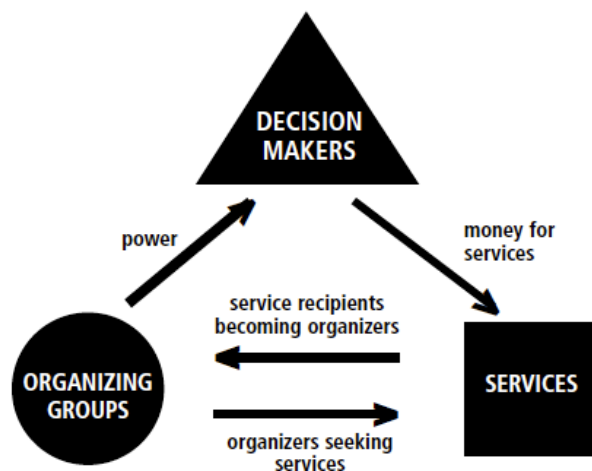 DECISION
MAKERS
power
money for
services
service recipients
becoming organizers
ORGANIZING
GROUPS
SERVICES
organizers seeking
services